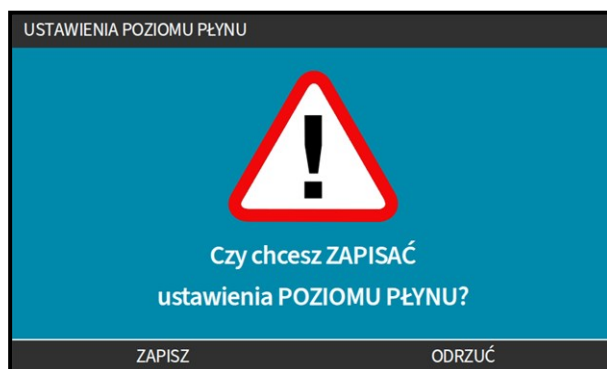 USTAWIENIA POZIOMU PŁYNU
!
Czy chcesz ZAPISAĆ
ustawienia POZIOMU PŁYNU?
ZAPISZ ODRZUĆ